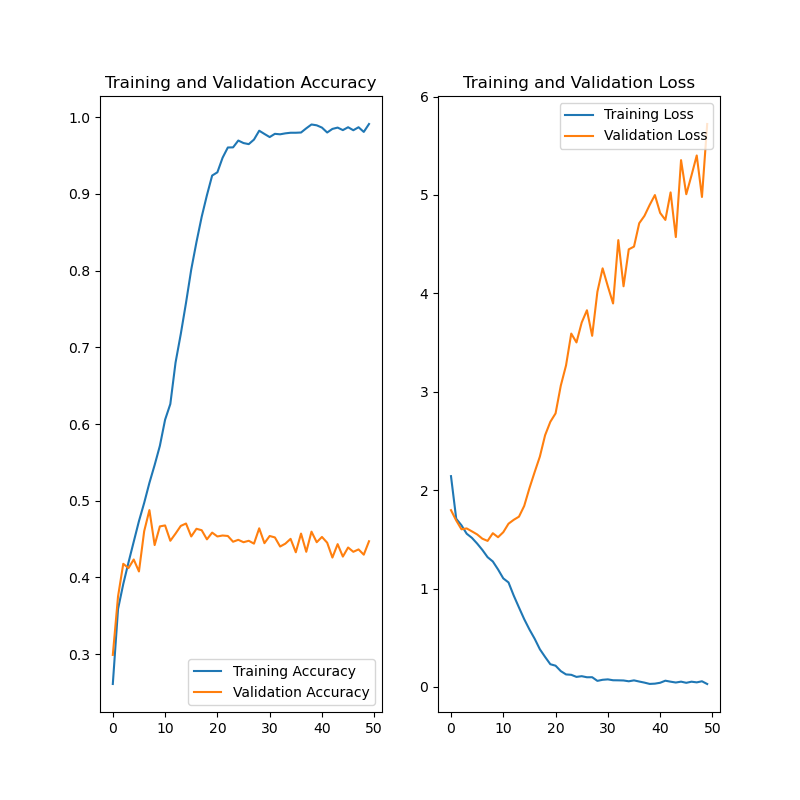 Training and Validation Accuracy
1.0
0.9
0.8
0.7
0.6
0.5
0.4
0.3
0 10 20 30 40 50
Training Accuracy
Validation Accuracy
Training and Validation Loss
6
5
4
3
2
1
0
0 10 20 30 40 50
Training Loss
Validation Loss